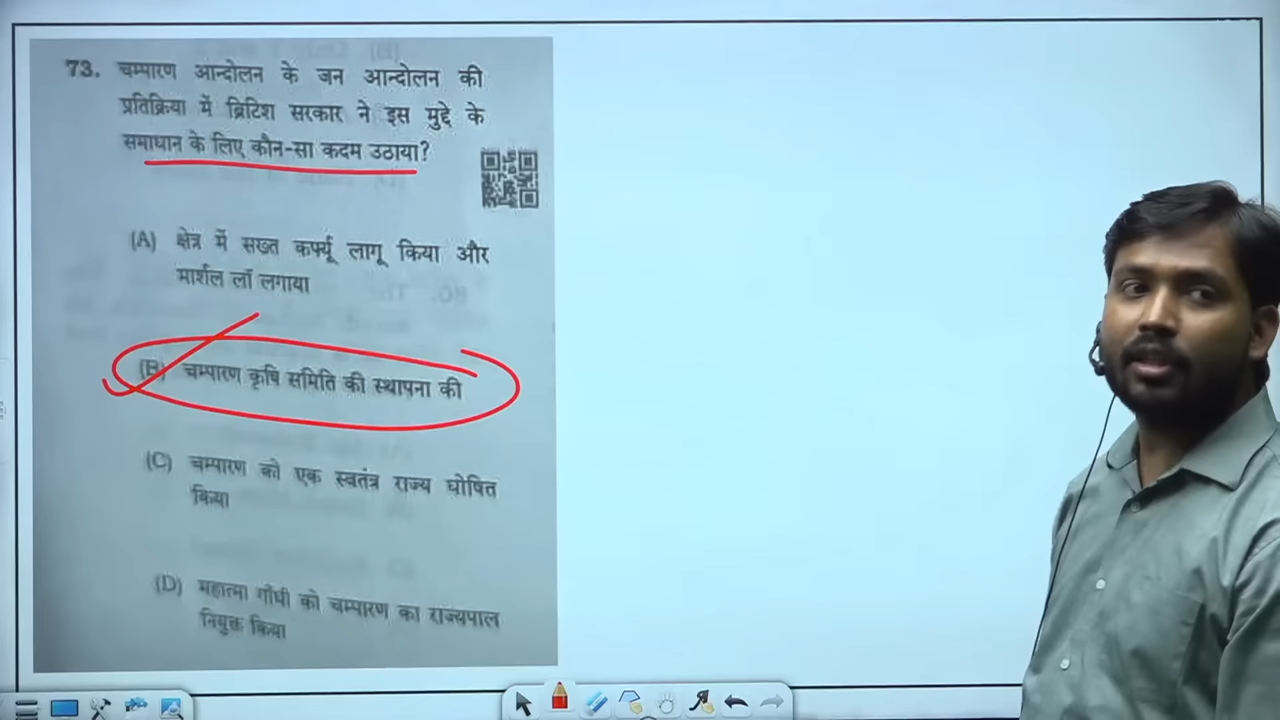 73. चम्पारण आन्दोलन के जन आन्दोलन की
प्रतिक्रिया में ब्रिटिश सरकार ने इस मुद्दे के
समाधान के लिए कौन-सा कदम उठाया?
(A) क्षेत्र में सख्त कर्फ्यू लागू किया और
मार्शल लॉ लगाया
(B) चम्पारण कृषि समिति की स्थापना की
(C) चम्पारण को एक स्वतंत्र राज्य घोषित
किया
(D) महात्मा गाँधी को चम्पारण का राज्यपाल
नियुक्त किया